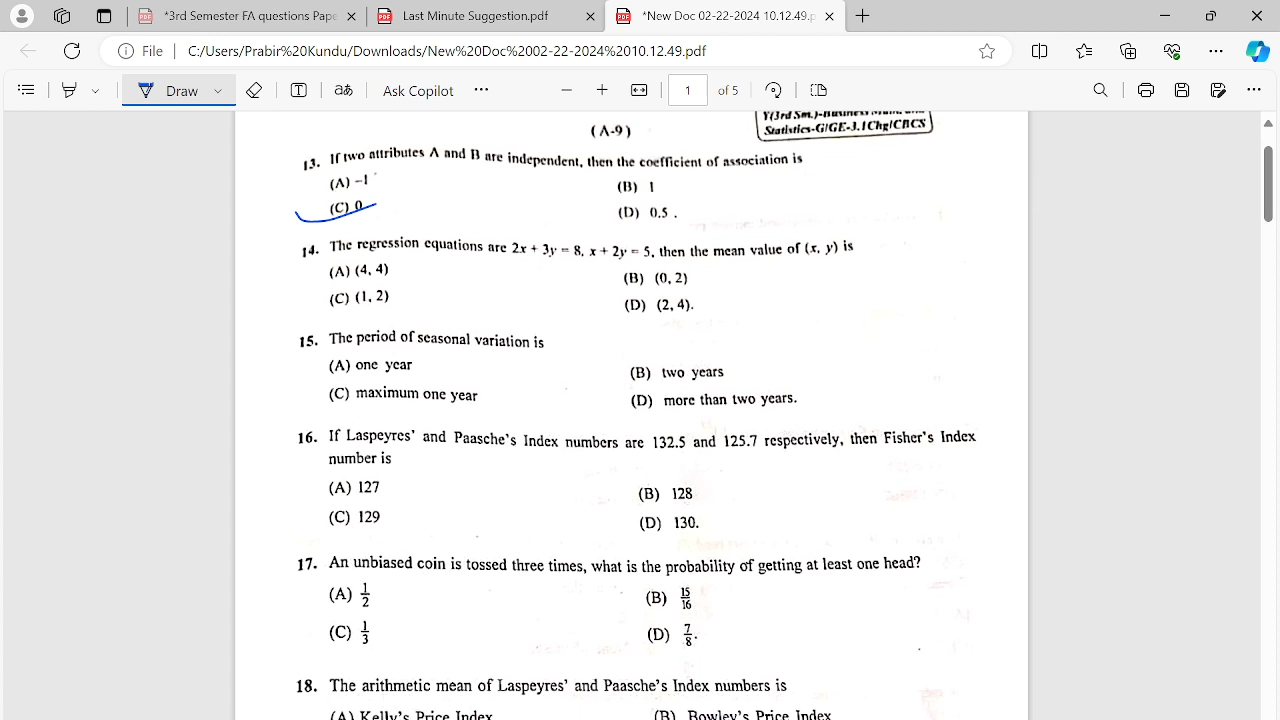 *3rd Semester FA qustions Pape
Last Minute Suggestion.pdf
*New Doc 02-22-2024 10.12.49.p
File C:/Users/Prabir%20Kundu/Downloads/New%20Doc%2002-22-2024%2010.12.49.pdf
Draw
Ask Copilot
1 of 5
(A-9)
Y(3rd Sm.)-Business Math. and
Statistics-G/GE-3.1Chg/CBCS
13. If two attributes A and B are independent, then the coefficient of association is
(A) -1 (B) 1
(C) 0 (D) 0.5 .
14. The regression equations are 2x + 3y = 8, x + 2y = 5, then the mean value of (x, y) is
(A) (4, 4) (B) (0, 2)
(C) (1, 2) (D) (2, 4).
15. The period of seasonal variation is
(A) one year (B) two years
(C) maximum one year (D) more than two years.
16. If Laspeyres' and Paasche's Index numbers are 132.5 and 125.7 respectively, then Fisher's Index
number is
(A) 127 (B) 128
(C) 129 (D) 130.
17. An unbiased coin is tossed three times, what is the probability of getting at least one head?
(A) 1/2 (B) 15/16
(C) 1/3 (D) 7/8.
18. The arithmetic mean of Laspeyres' and Paasche's Index numbers is
(A) Kelly's Price Index (B) Bowley's Price Index